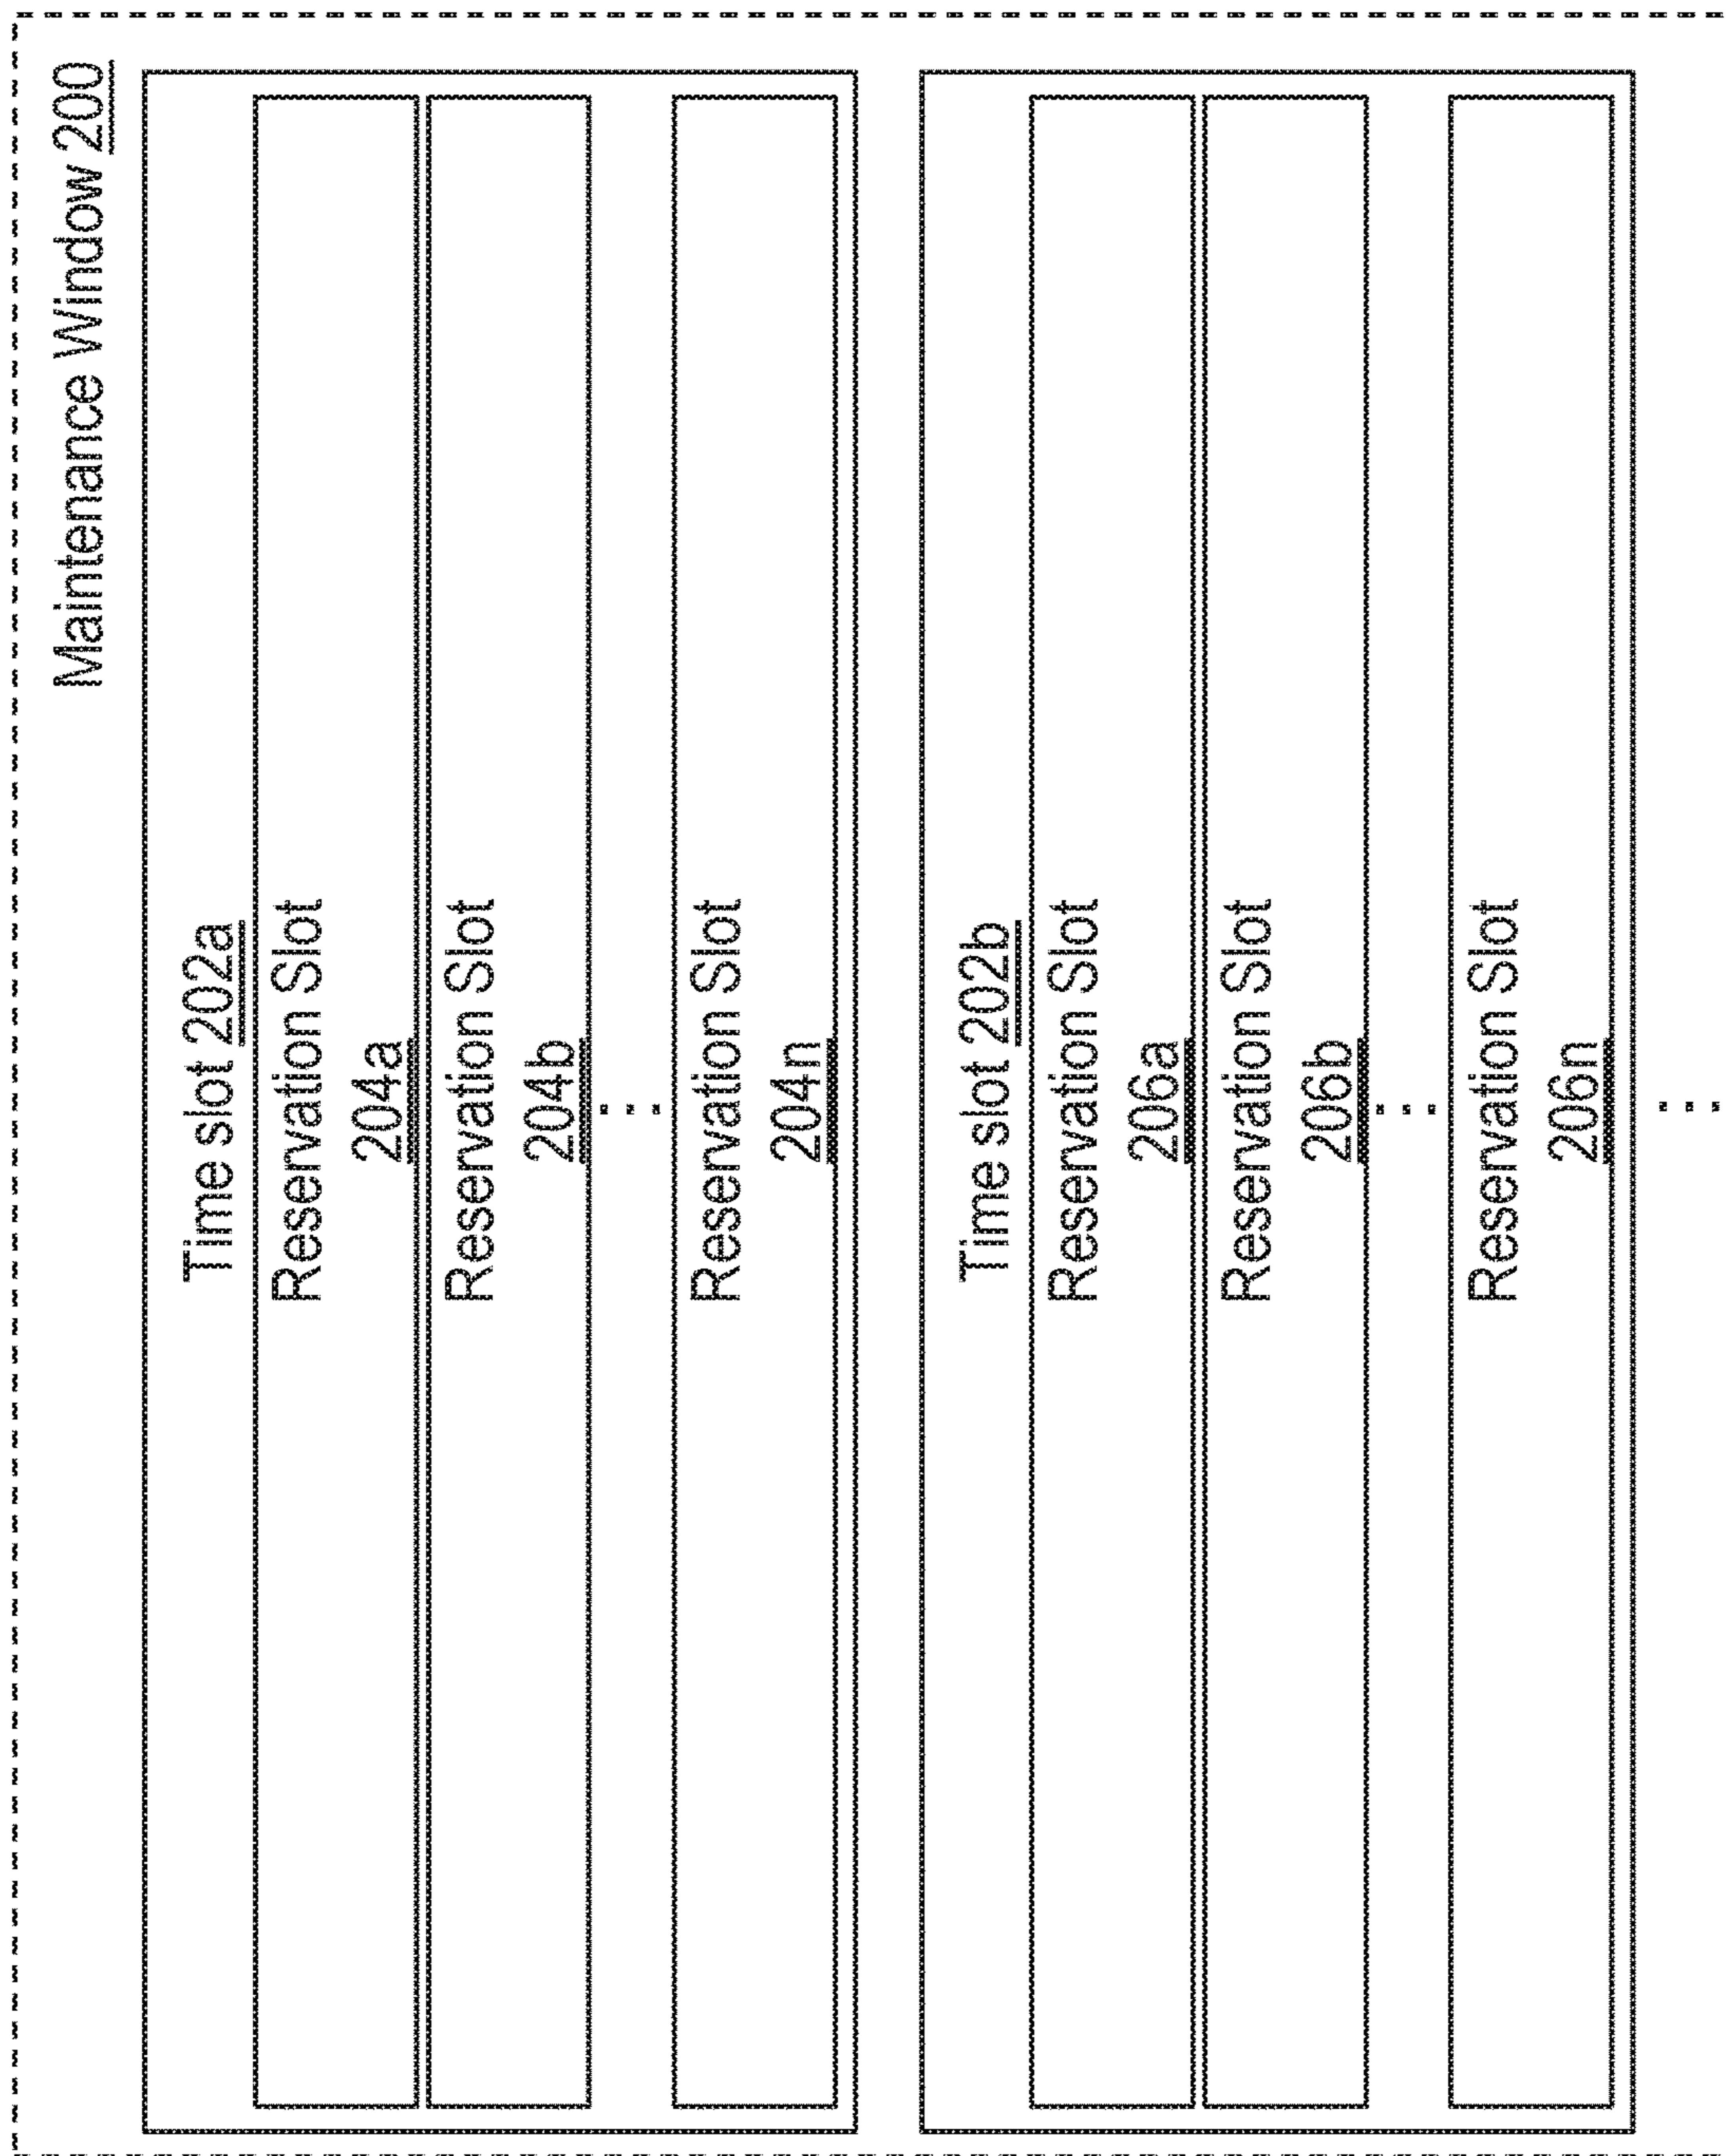 Maintenance Window 200
Time slot 202a
Reservation Slot
204a
Reservation Slot
204b
...
Reservation Slot
204n
Time slot 202b
Reservation Slot
206a
Reservation Slot
206b
...
Reservation Slot
206n
...